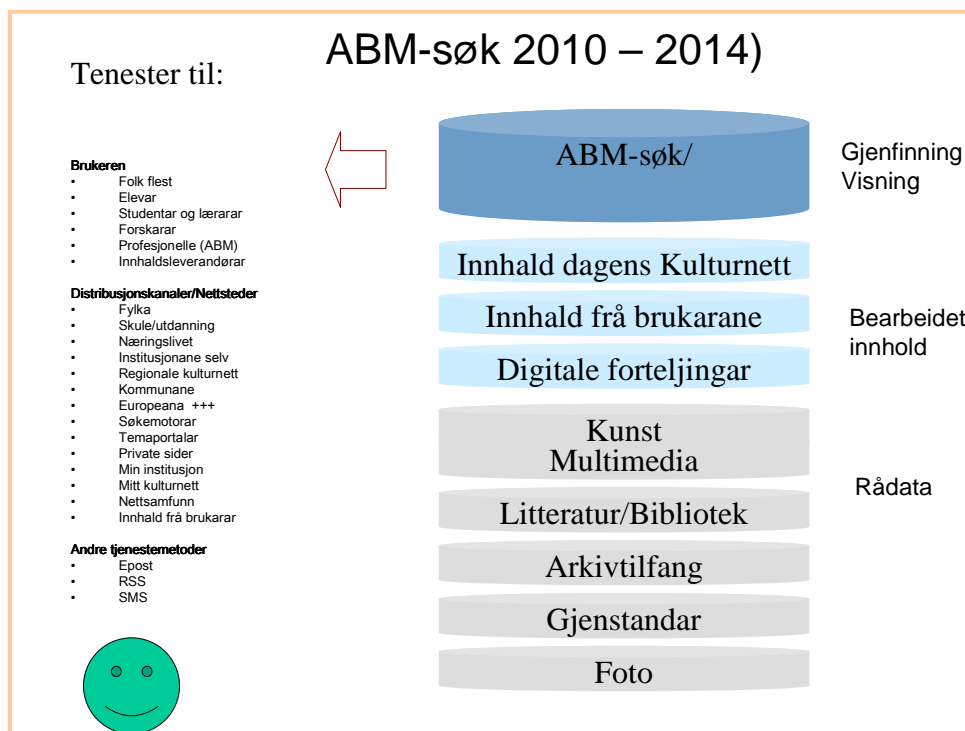 ABM-søk 2010 – 2014)
Tenester til:
Brukeren
• Folk flest
• Elevar
• Studentar og lærarar
• Forskarar
• Profesjonelle (ABM)
• Innhaldsleverandørar
Distribusjonskanaler/Nettsteder
• Fylka
• Skule/utdanning
• Næringslivet
• Institusjonane selv
• Regionale kulturnett
• Kommunane
• Europeana +++
• Søkemotorar
• Temaportalar
• Private sider
• Min institusjon
• Mitt kulturnett
• Nettsamfunn
• Innhald frå brukarar
Andre tjenestemetoder
• Epost
• RSS
• SMS
ABM-søk/
Innhald dagens Kulturnett
Innhald frå brukarane
Digitale forteljingar
Kunst
Multimedia
Litteratur/Bibliotek
Arkivtilfang
Gjenstandar
Foto
Gjenfinning
Visning
Bearbeidet
innhold
Rådata